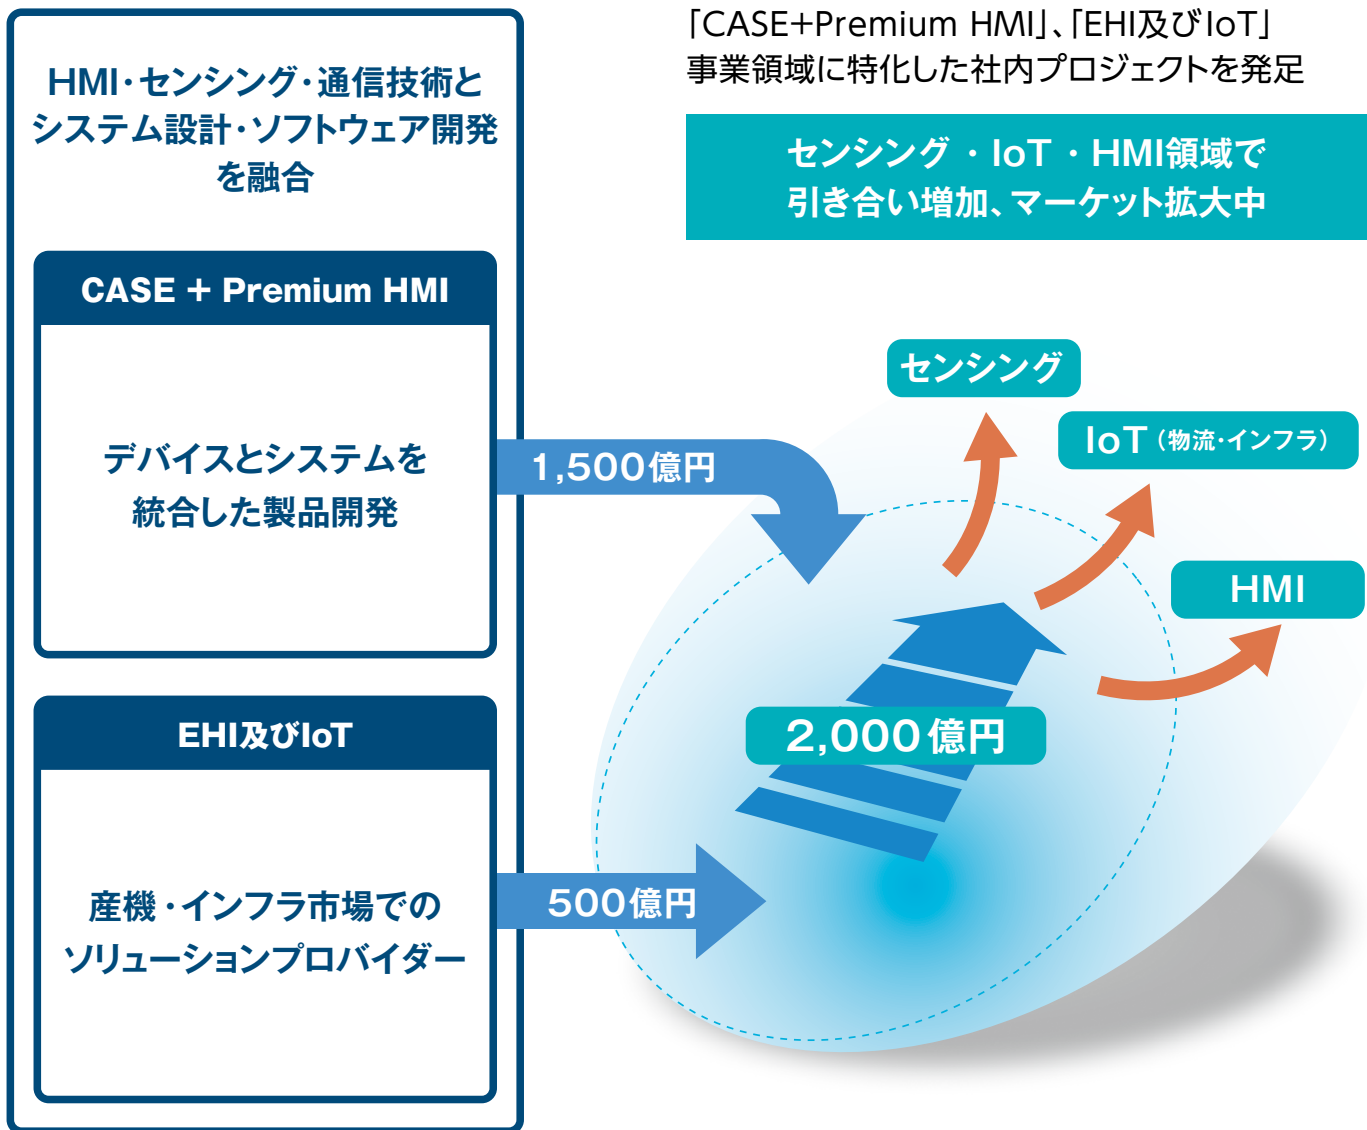 HMI・センシング・通信技術と
システム設計・ソフトウェア開発
を融合
CASE + Premium HMI
デバイスとシステムを
統合した製品開発
1,500億円
EHI及びIoT
産機・インフラ市場での
ソリューションプロバイダー
500億円
「CASE+Premium HMI」、「EHI及びIoT」
事業領域に特化した社内プロジェクトを発足
センシング・IoT・HMI領域で
引き合い増加、マーケット拡大中
センシング
IoT（物流・インフラ）
HMI
2,000億円